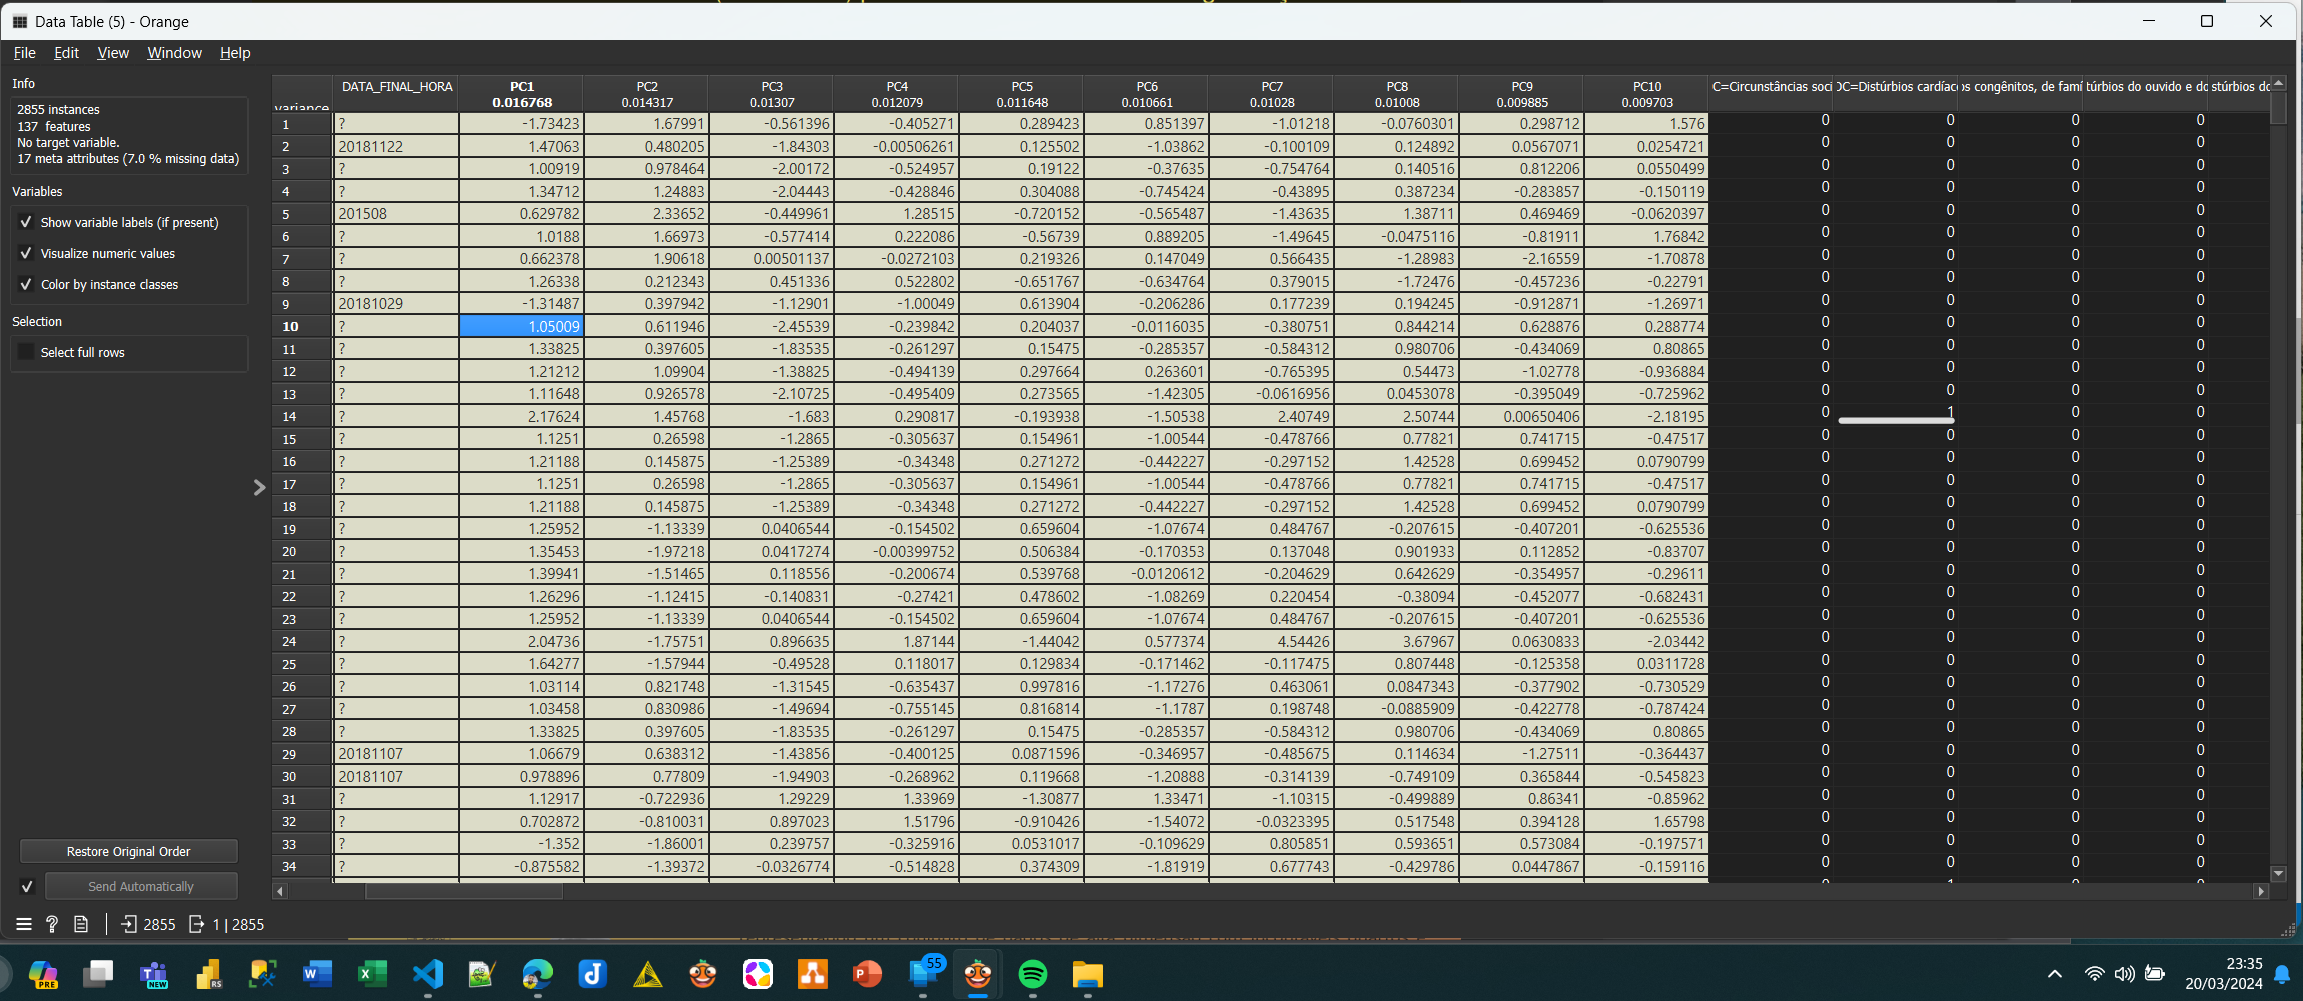 Data Table (5) - Orange
File Edit View Window Help
Info
2855 instances
137 features
No target variable.
17 meta attributes (7.0 % missing data)
Variables
Show variable labels (if present)
Visualize numeric values
Color by instance classes
Selection
Select full rows
Restore Original Order
Send Automatically
2855 1 | 2855
DATA_FINAL_HORA PC1 PC2 PC3 PC4 PC5 PC6 PC7 PC8 PC9 PC10 C=Circunstâncias soci OC=Distúrbios cardíac os congênitos, de famí túrbios do ouvido e do stúrbios do
variance 0.016768 0.014317 0.01307 0.012079 0.011648 0.010661 0.01028 0.01008 0.009885 0.009703
1 ? -1.73423 1.67991 -0.561396 -0.405271 0.289423 0.851397 -1.01218 -0.0760301 0.298712 1.576 0 0 0 0
2 20181122 1.47063 0.480205 -1.84303 -0.00506261 0.125502 -1.03862 -0.100109 0.124892 0.0567071 0.0254721 0 0 0 0
3 ? 1.00919 0.978464 -2.00172 -0.524957 0.19122 -0.37635 -0.754764 0.140516 0.812206 0.0550499 0 0 0 0
4 ? 1.34712 1.24883 -2.04443 -0.428846 0.304088 -0.745424 -0.43895 0.387234 -0.283857 -0.150119 0 0 0 0
5 201508 0.629782 2.33652 -0.449961 1.28515 -0.720152 -0.565487 -1.43635 1.38711 0.469469 -0.0620397 0 0 0 0
6 ? 1.0188 1.66973 -0.577414 0.222086 -0.56739 0.889205 -1.49645 -0.0475116 -0.81911 1.76842 0 0 0 0
7 ? 0.662378 1.90618 0.00501137 -0.0272103 0.219326 0.147049 0.566435 -1.28983 -2.16559 -1.70878 0 0 0 0
8 ? 1.26338 0.212343 0.451336 0.522802 -0.651767 -0.634764 0.379015 -1.72476 -0.457236 -0.22791 0 0 0 0
9 20181029 -1.31487 0.397942 -1.12901 -1.00049 0.613904 -0.206286 0.177239 0.194245 -0.912871 -1.26971 0 0 0 0
10 ? 1.05009 0.611946 -2.45539 -0.239842 0.204037 -0.0116035 -0.380751 0.844214 0.628876 0.288774 0 0 0 0
11 ? 1.33825 0.397605 -1.83535 -0.261297 0.15475 -0.285357 -0.584312 0.980706 -0.434069 0.80865 0 0 0 0
12 ? 1.21212 1.09904 -1.38825 -0.494139 0.297664 0.263601 -0.765395 0.54473 -1.02778 -0.936884 0 0 0 0
13 ? 1.11648 0.926578 -2.10725 -0.495409 0.273565 -1.42305 -0.0616956 0.0453078 -0.395049 -0.725962 0 0 0 0
14 ? 2.17624 1.45768 -1.683 0.290817 -0.193938 -1.50538 2.40749 2.50744 0.00650406 -2.18195 0 1 0 0
15 ? 1.1251 0.26598 -1.2865 -0.305637 0.154961 -1.00544 -0.478766 0.77821 0.741715 -0.47517 0 0 0 0
16 ? 1.21188 0.145875 -1.25389 -0.34348 0.271272 -0.442227 -0.297152 1.42528 0.699452 0.0790799 0 0 0 0
17 ? 1.1251 0.26598 -1.2865 -0.305637 0.154961 -1.00544 -0.478766 0.77821 0.741715 -0.47517 0 0 0 0
18 ? 1.21188 0.145875 -1.25389 -0.34348 0.271272 -0.442227 -0.297152 1.42528 0.699452 0.0790799 0 0 0 0
19 ? 1.25952 -1.13339 0.0406544 -0.154502 0.659604 -1.07674 0.484767 -0.207615 -0.407201 -0.625536 0 0 0 0
20 ? 1.35453 -1.97218 0.0417274 -0.00399752 0.506384 -0.170353 0.137048 0.901933 0.112852 -0.83707 0 0 0 0
21 ? 1.39941 -1.51465 0.118556 -0.200674 0.539768 -0.0120612 -0.204629 0.642629 -0.354957 -0.29611 0 0 0 0
22 ? 1.26296 -1.12415 -0.140831 -0.27421 0.478602 -1.08269 0.220454 -0.38094 -0.452077 -0.682431 0 0 0 0
23 ? 1.25952 -1.13339 0.0406544 -0.154502 0.659604 -1.07674 0.484767 -0.207615 -0.407201 -0.625536 0 0 0 0
24 ? 2.04736 -1.75751 0.896635 1.87144 -1.44042 0.577374 4.54426 3.67967 0.0630833 -2.03442 0 0 0 0
25 ? 1.64277 -1.57944 -0.49528 0.118017 0.129834 -0.171462 -0.117475 0.807448 -0.125358 0.0311728 0 0 0 0
26 ? 1.03114 0.821748 -1.31545 -0.635437 0.997816 -1.17276 0.463061 0.0847343 -0.377902 -0.730529 0 0 0 0
27 ? 1.03458 0.830986 -1.49694 -0.755145 0.816814 -1.1787 0.198748 -0.0885909 -0.422778 -0.787424 0 0 0 0
28 ? 1.33825 0.397605 -1.83535 -0.261297 0.15475 -0.285357 -0.584312 0.980706 -0.434069 0.80865 0 0 0 0
29 20181107 1.06679 0.638312 -1.43856 -0.400125 0.0871596 -0.346957 -0.485675 0.114634 -1.27511 -0.364437 0 0 0 0
30 20181107 0.978896 0.77809 -1.94903 -0.268962 0.119668 -1.20888 -0.314139 -0.749109 0.365844 -0.545823 0 0 0 0
31 ? 1.12917 -0.722936 1.29229 1.33969 -1.30877 1.33471 -1.10315 -0.499889 0.86341 -0.85962 0 0 0 0
32 ? 0.702872 -0.810031 0.897023 1.51796 -0.910426 -1.54072 -0.0323395 0.517548 0.394128 1.65798 0 0 0 0
33 ? -1.352 -1.86001 0.239757 -0.325916 0.0531017 -0.109629 0.805851 0.593651 0.573084 -0.197571 0 0 0 0
34 ? -0.875582 -1.39372 -0.0326774 -0.514828 0.374309 -1.81919 0.677743 -0.429786 0.0447867 -0.159116 0 0 0 0
PRE NEW RS 55
23:35
20/03/2024